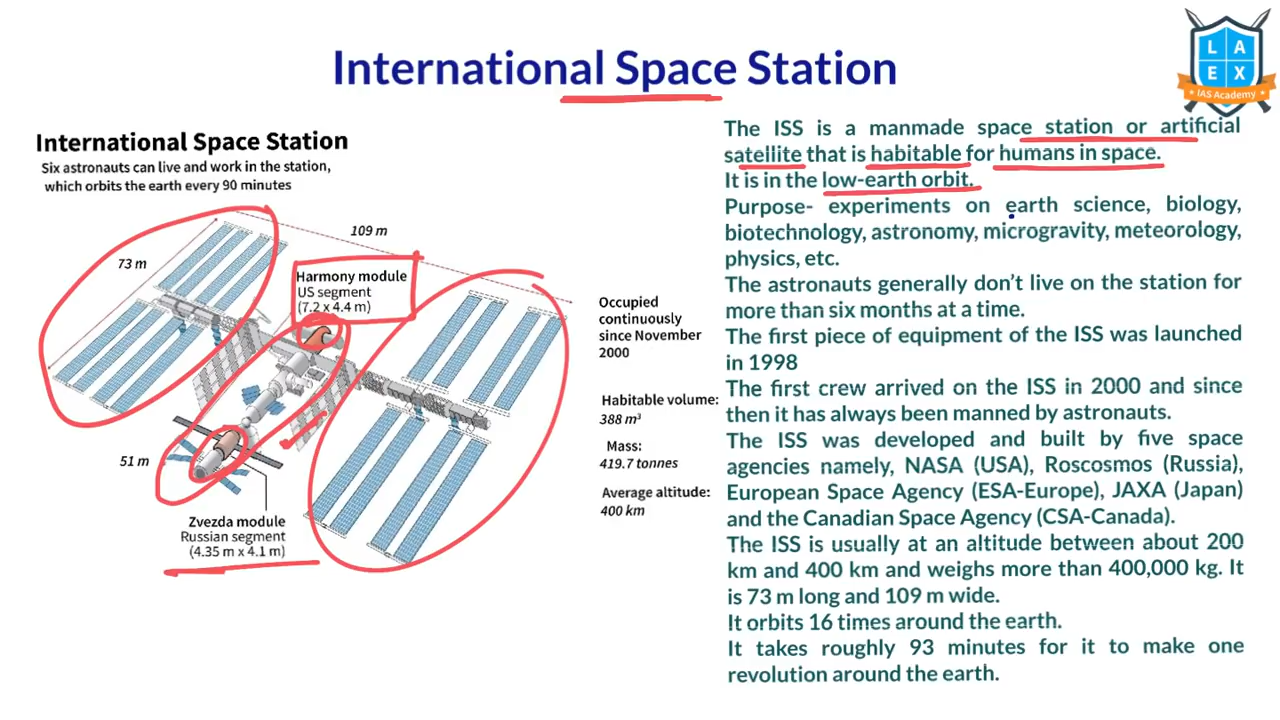 International Space Station
L A
E X
IAS Academy
International Space Station
Six astronauts can live and work in the station,
which orbits the earth every 90 minutes
109 m
73 m
Harmony module
US segment
(7.2 x 4.4 m)
51 m
Zvezda module
Russian segment
(4.35 m x 4.1 m)
Occupied
continuously
since November
2000
Habitable volume:
388 m³
Mass:
419.7 tonnes
Average altitude:
400 km
The ISS is a manmade space station or artificial
satellite that is habitable for humans in space.
It is in the low-earth orbit.
Purpose- experiments on earth science, biology,
biotechnology, astronomy, microgravity, meteorology,
physics, etc.
The astronauts generally don't live on the station for
more than six months at a time.
The first piece of equipment of the ISS was launched
in 1998
The first crew arrived on the ISS in 2000 and since
then it has always been manned by astronauts.
The ISS was developed and built by five space
agencies namely, NASA (USA), Roscosmos (Russia),
European Space Agency (ESA-Europe), JAXA (Japan)
and the Canadian Space Agency (CSA-Canada).
The ISS is usually at an altitude between about 200
km and 400 km and weighs more than 400,000 kg. It
is 73 m long and 109 m wide.
It orbits 16 times around the earth.
It takes roughly 93 minutes for it to make one
revolution around the earth.